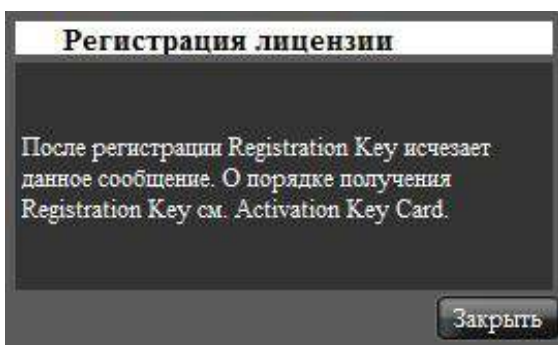 Регистрация лицензии
После регистрации Registration Key исчезает
данное сообщение. О порядке получения
Registration Key см. Activation Key Card.
Закрыть